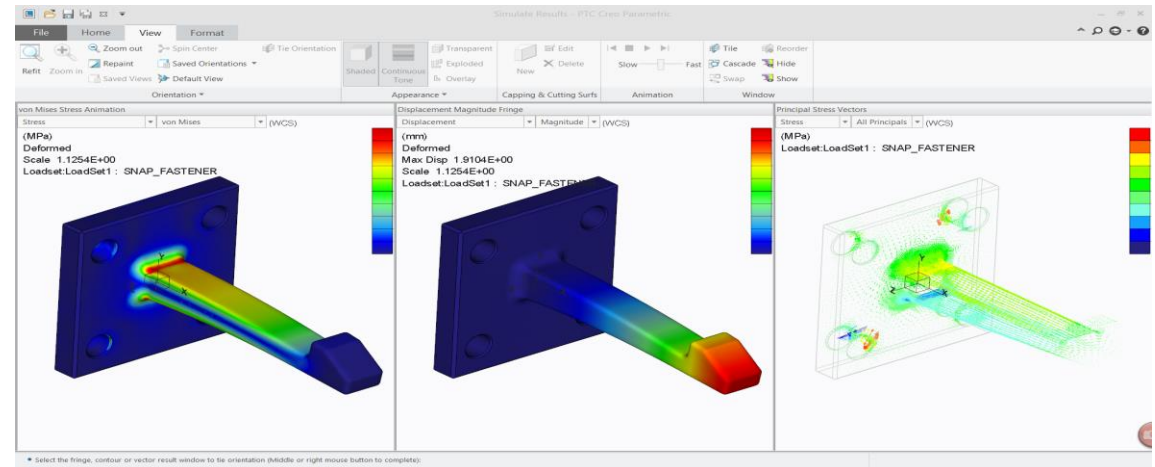 Simulate Results - PTC Creo Parametric
File Home View Format
Refit
Zoom in
Zoom out
Repaint
Saved Views
Spin Center
Saved Orientations
Default View
Tie Orientation
Orientation
Shaded
Continuous
Tone
Transparent
Exploded
Overlay
Appearance
New
Edit
Delete
Capping & Cutting Surfs
Slow Fast
Animation
Tile
Cascade
Swap
Reorder
Hide
Show
Window
von Mises Stress Animation
Stress von Mises (WCS)
(MPa)
Deformed
Scale 1.1254E+00
Loadset:LoadSet1 : SNAP_FASTENER
Y
X
Displacement Magnitude Fringe
Displacement Magnitude (WCS)
(mm)
Deformed
Max Disp 1.9104E+00
Scale 1.1254E+00
Loadset:LoadSet1 : SNAP_FASTENER
Principal Stress Vectors
Stress All Principals (WCS)
(MPa)
Loadset:LoadSet1 : SNAP_FASTENER
Y
Z
X
Select the fringe, contour or vector result window to tie orientation (Middle or right mouse button to complete):